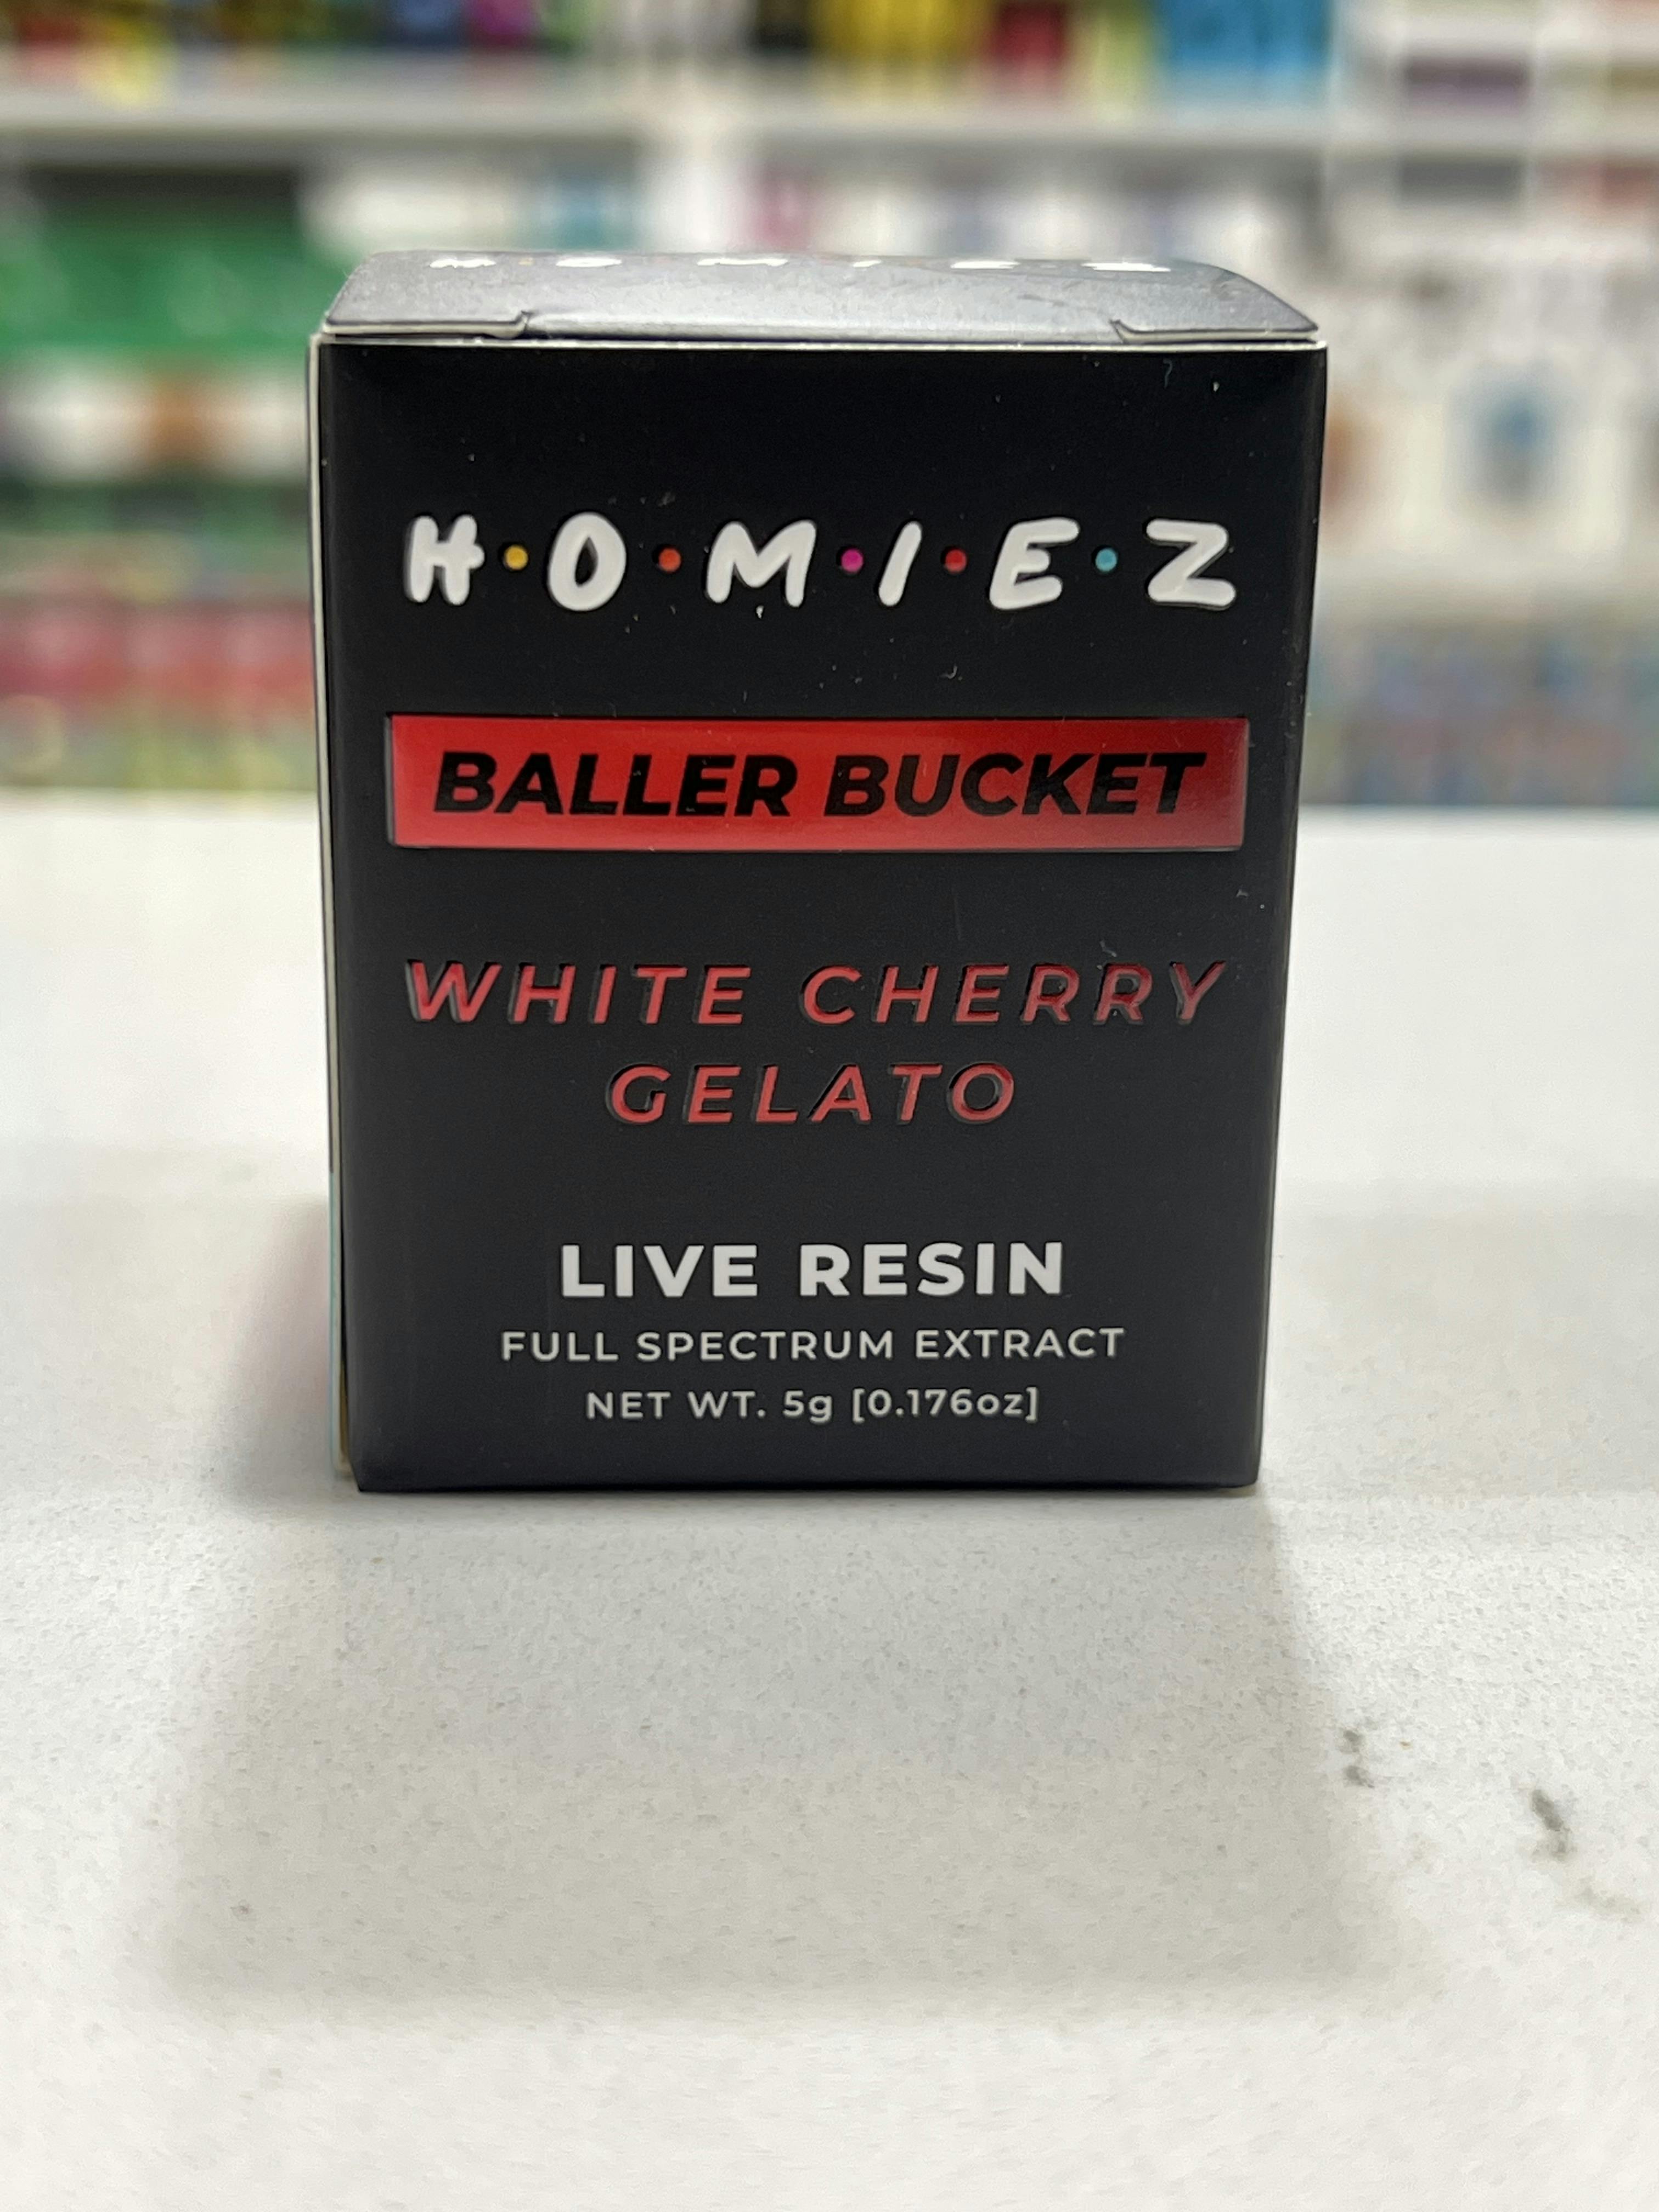 H•O•M•I•E•Z
BALLER BUCKET
WHITE CHERRY
GELATO
LIVE RESIN
FULL SPECTRUM EXTRACT
NET WT. 5g [0.176oz]